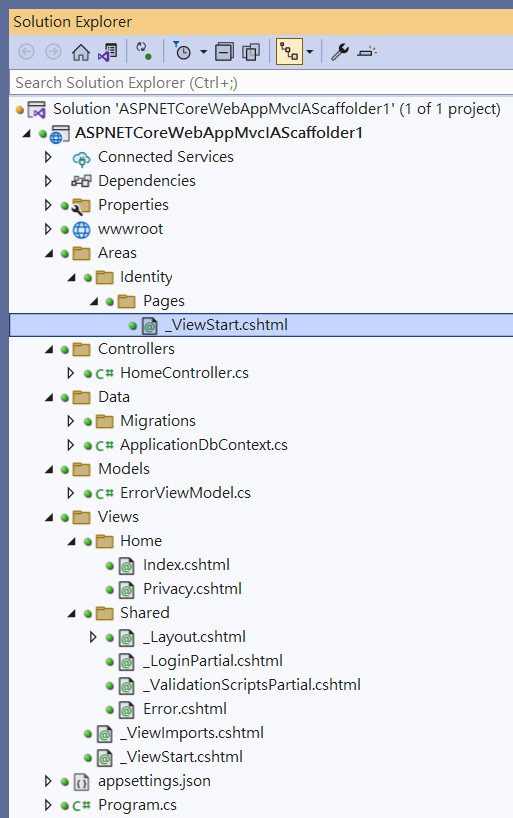 Solution Explorer
Search Solution Explorer (Ctrl+;)
Solution 'ASPNETCoreWebAppMvcIAScaffolder1' (1 of 1 project)
ASPNETCoreWebAppMvcIAScaffolder1
Connected Services
Dependencies
Properties
wwwroot
Areas
Identity
Pages
_ViewStart.cshtml
Controllers
C# HomeController.cs
Data
Migrations
C# ApplicationDbContext.cs
Models
C# ErrorViewModel.cs
Views
Home
Index.cshtml
Privacy.cshtml
Shared
_Layout.cshtml
_LoginPartial.cshtml
_ValidationScriptsPartial.cshtml
Error.cshtml
_ViewImports.cshtml
_ViewStart.cshtml
appsettings.json
C# Program.cs